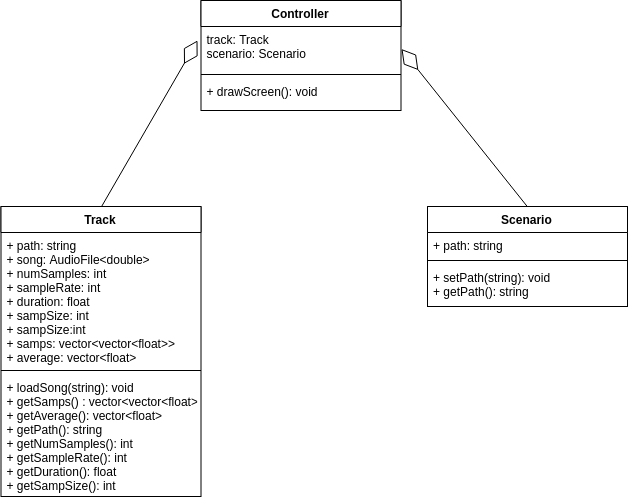 Controller
track: Track
scenario: Scenario
+ drawScreen(): void
Track
+ path: string
+ song: AudioFile<double>
+ numSamples: int
+ sampleRate: int
+ duration: float
+ sampSize: int
+ sampSize:int
+ samps: vector<vector<float>>
+ average: vector<float>
+ loadSong(string): void
+ getSamps() : vector<vector<float>
+ getAverage(): vector<float>
+ getPath(): string
+ getNumSamples(): int
+ getSampleRate(): int
+ getDuration(): float
+ getSampSize(): int
Scenario
+ path: string
+ setPath(string): void
+ getPath(): string